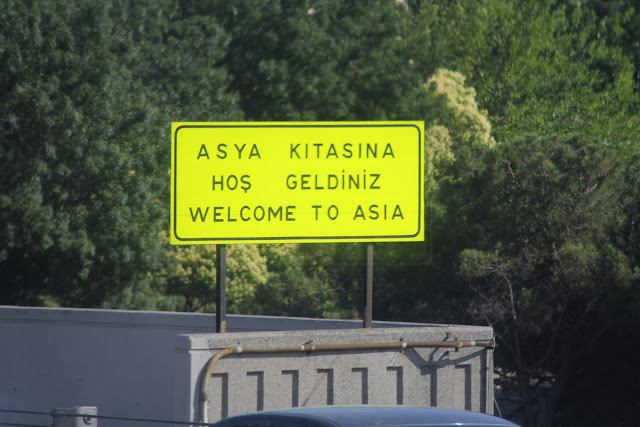 ASYA KITASINA
HOŞ GELDİNİZ
WELCOME TO ASIA